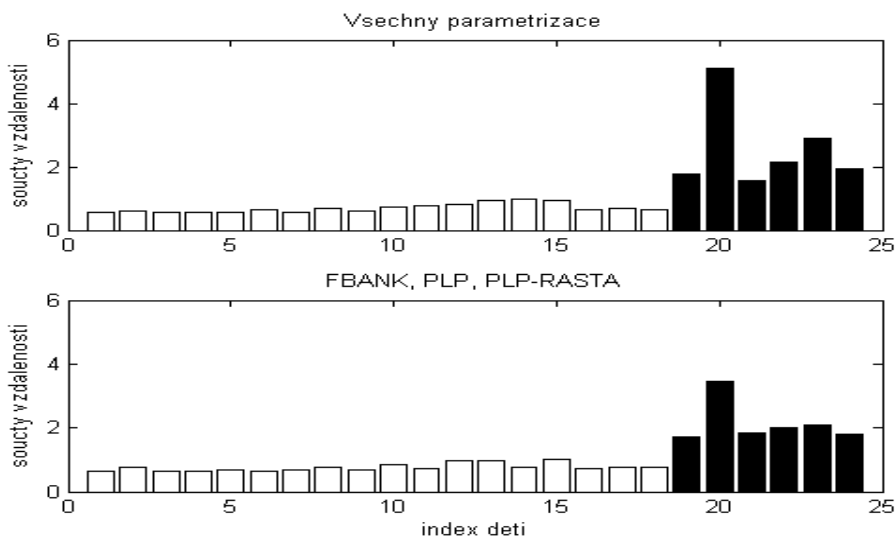 Vsechny parametrizace
6
4
2
0
soucty vzdalenosti
0 5 10 15 20 25
FBANK, PLP, PLP-RASTA
6
4
2
0
soucty vzdalenosti
0 5 10 15 20 25
index deti